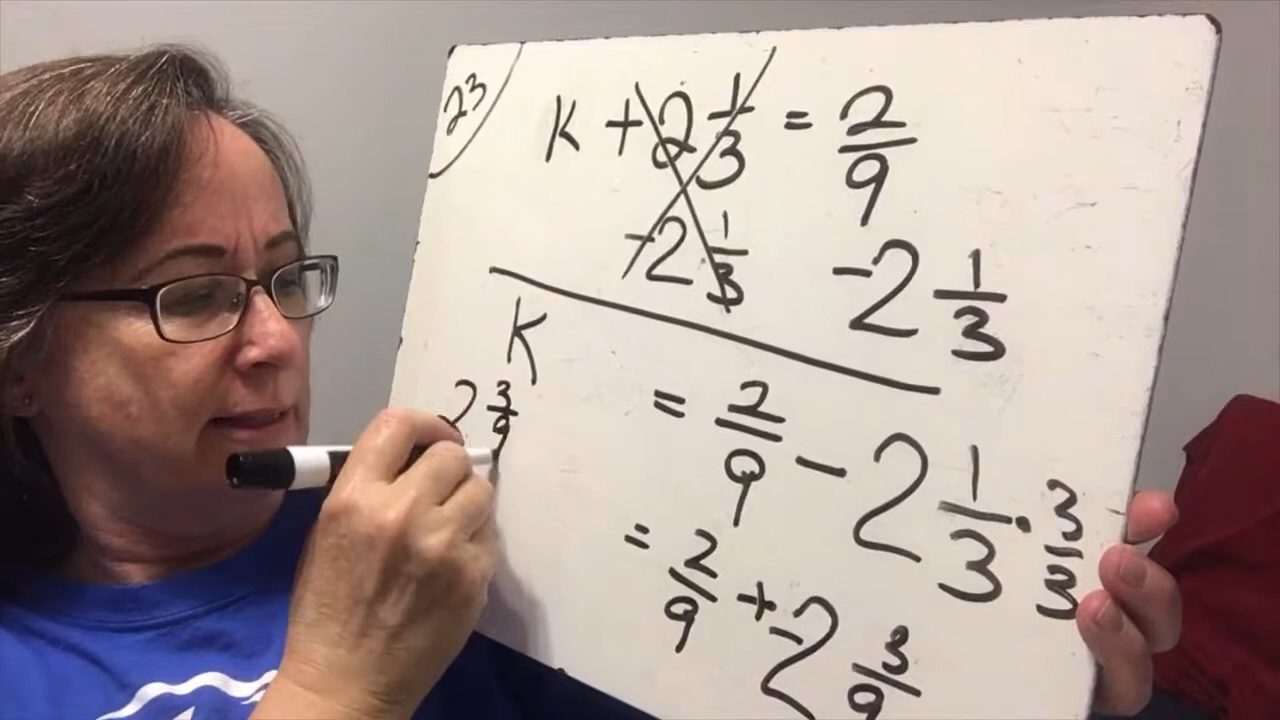 23
K + 2 1/3 = 2/9
- 2 1/3 - 2 1/3
K = 2/9 - 2 1/3 · 3/3
2 3/9
= 2/9 + -2 3/9